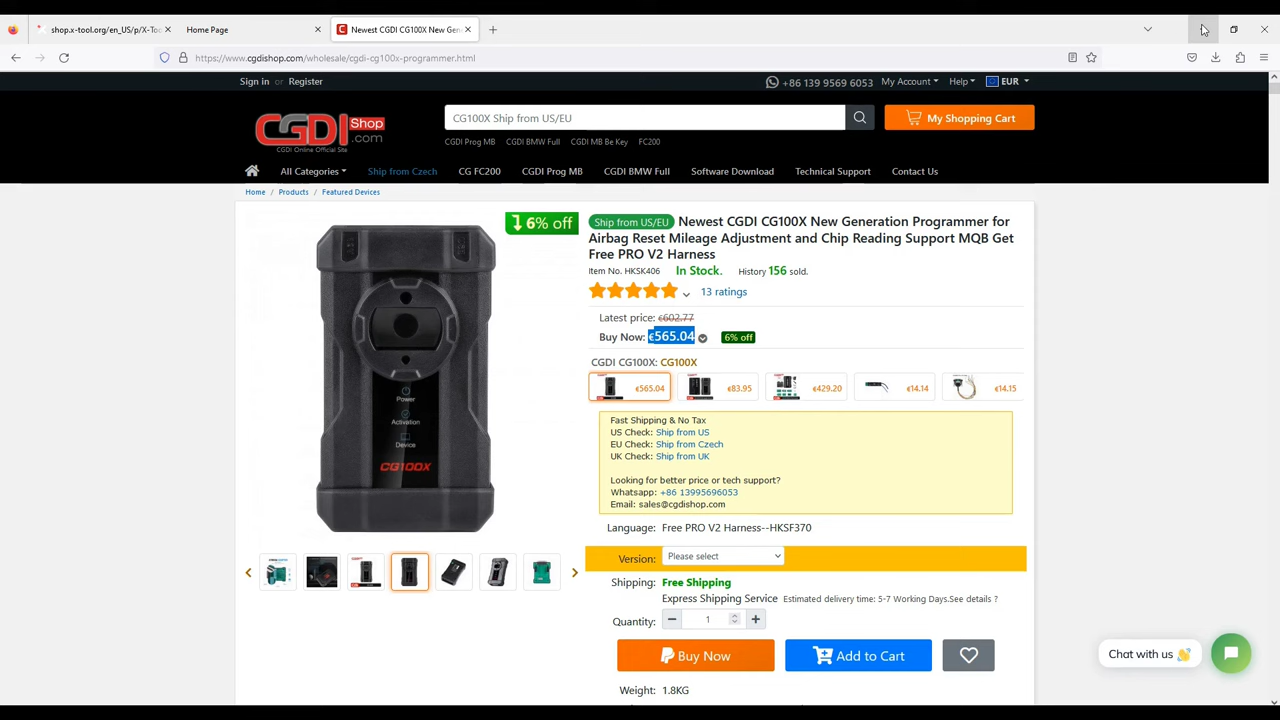 shop.x-tool.org/en_US/p/X-Too
Home Page
Newest CGDI CG100X New Gen
https://www.cgdishop.com/wholesale/cgdi-cg100x-programmer.html
Sign in or Register
+86 139 9569 6053
My Account
Help
EUR
CGDI Shop .com
CGDI Online Official Site
CG100X Ship from US/EU
My Shopping Cart
CGDI Prog MB CGDI BMW Full CGDI MB Be Key FC200
All Categories Ship from Czech CG FC200 CGDI Prog MB CGDI BMW Full Software Download Technical Support Contact Us
Home / Products / Featured Devices
6% off
Ship from US/EU Newest CGDI CG100X New Generation Programmer for
Airbag Reset Mileage Adjustment and Chip Reading Support MQB Get
Free PRO V2 Harness
Item No. HKSK406 In Stock. History 156 sold.
13 ratings
Latest price: €602.77
Buy Now: €565.04 6% off
CGDI CG100X: CG100X
€565.04 €83.95 €429.20 €14.14 €14.15
Power
Activation
Device
CG100X
Fast Shipping & No Tax
US Check: Ship from US
EU Check: Ship from Czech
UK Check: Ship from UK
Looking for better price or tech support?
Whatsapp: +86 13995696053
Email: sales@cgdishop.com
Language: Free PRO V2 Harness--HKSF370
Version: Please select
Shipping: Free Shipping
Express Shipping Service Estimated delivery time: 5-7 Working Days.See details ?
Quantity: 1
Buy Now
Add to Cart
Chat with us 👋
Weight: 1.8KG